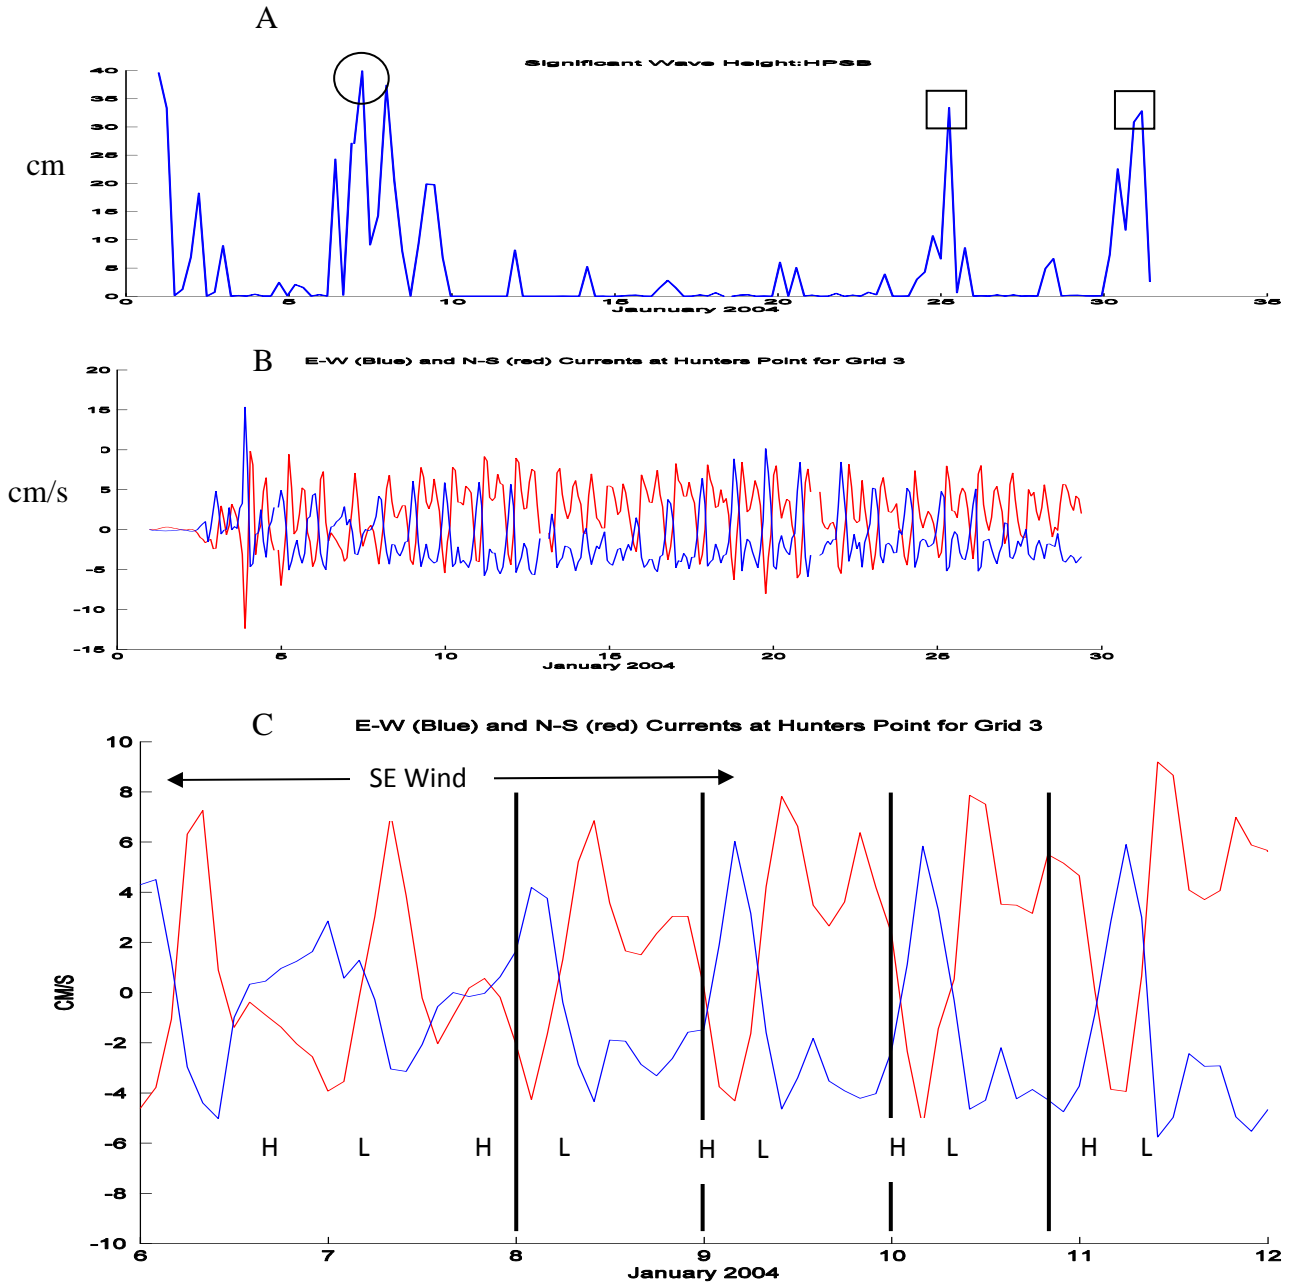 A
Significant Wave Height:HPSB
40
35
30
25
20
15
10
5
0
cm
0 5 10 15 20 25 30 35
Jaunuary 2004
B
E-W (Blue) and N-S (red) Currents at Hunters Point for Grid 3
20
15
0
5
0
-5
-10
-15
cm/s
0 5 10 15 20 25 30
January 2004
C
E-W (Blue) and N-S (red) Currents at Hunters Point for Grid 3
10
8
6
4
2
0
-2
-4
-6
-8
-10
CM/S
SE Wind
H L H L H L H L H L
6 7 8 9 10 11 12
January 2004